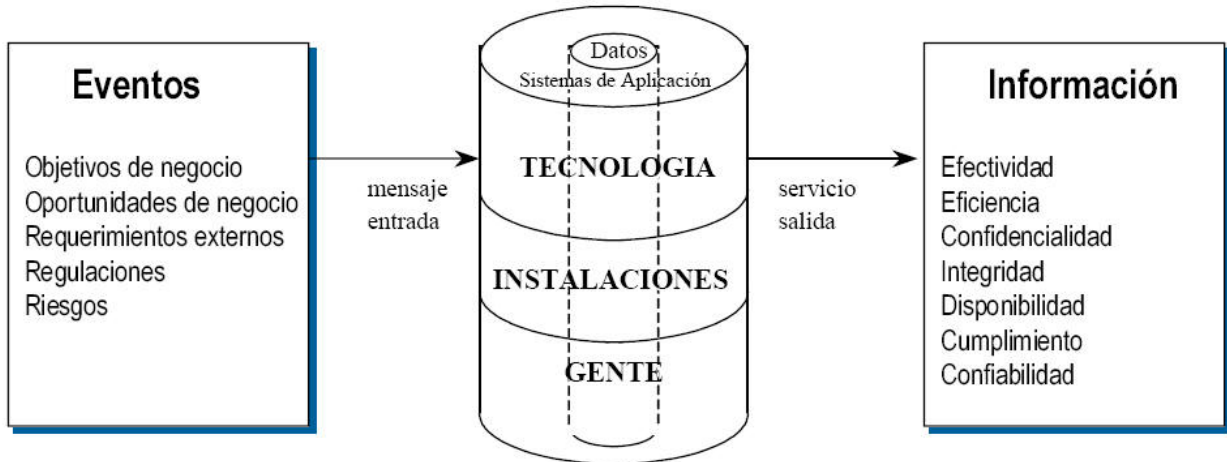 Eventos
Objetivos de negocio
Oportunidades de negocio
Requerimientos externos
Regulaciones
Riesgos
mensaje
entrada
Datos
Sistemas de Aplicación
TECNOLOGIA
INSTALACIONES
GENTE
servicio
salida
Información
Efectividad
Eficiencia
Confidencialidad
Integridad
Disponibilidad
Cumplimiento
Confiabilidad